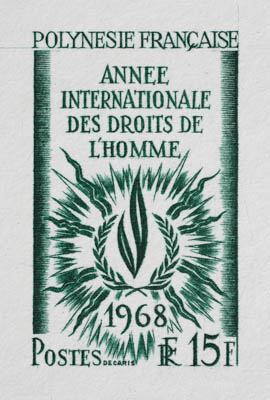 POLYNESIE FRANÇAISE
ANNEE
INTERNATIONALE
DES DROITS DE
L'HOMME
1968
POSTES DECARIS RF 15F